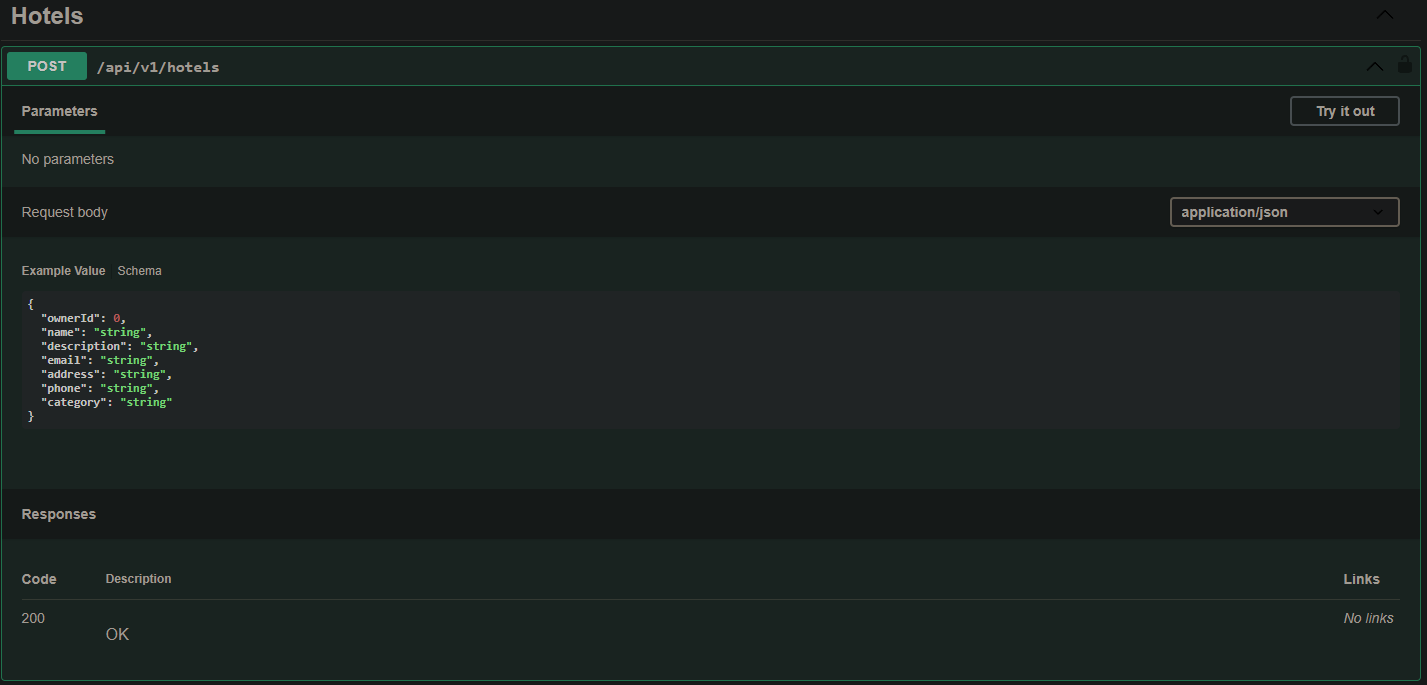 Hotels
POST /api/v1/hotels
Parameters Try it out
No parameters
Request body application/json
Example Value Schema
{
  "ownerId": 0,
  "name": "string",
  "description": "string",
  "email": "string",
  "address": "string",
  "phone": "string",
  "category": "string"
}
Responses
Code Description Links
200 No links
OK